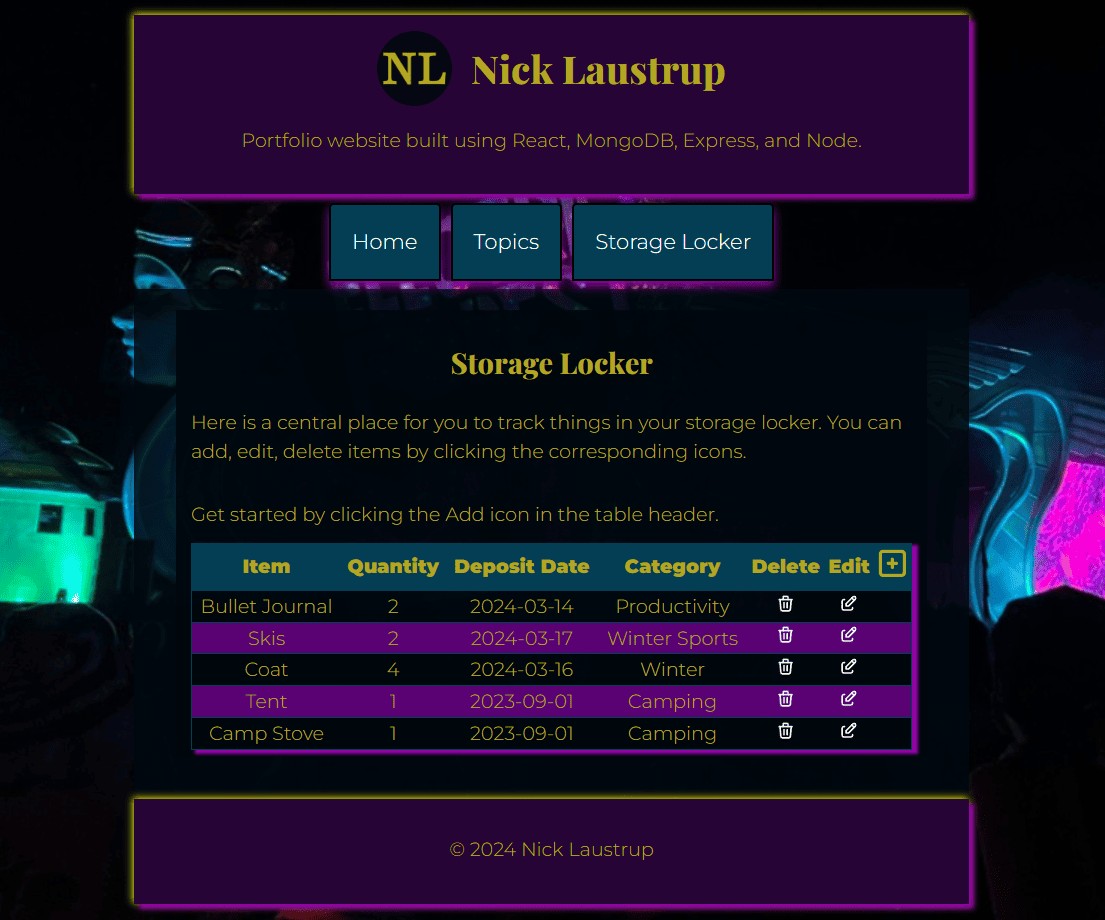 NL Nick Laustrup
Portfolio website built using React, MongoDB, Express, and Node.
Home Topics Storage Locker
Storage Locker
Here is a central place for you to track things in your storage locker. You can
add, edit, delete items by clicking the corresponding icons.
Get started by clicking the Add icon in the table header.
Item Quantity Deposit Date Category Delete Edit
Bullet Journal 2 2024-03-14 Productivity
Skis 2 2024-03-17 Winter Sports
Coat 4 2024-03-16 Winter
Tent 1 2023-09-01 Camping
Camp Stove 1 2023-09-01 Camping
© 2024 Nick Laustrup